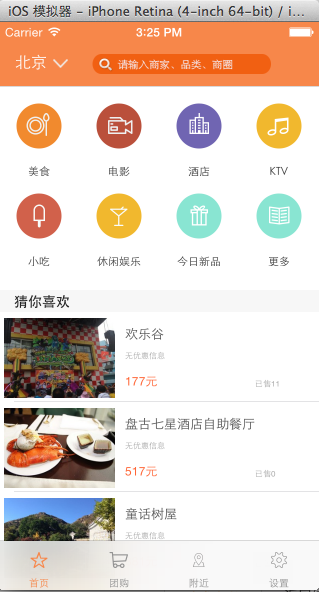 iOS 模拟器 – iPhone Retina (4-inch 64-bit) / i…
Carrier 3:25 PM
北京 请输入商家、品类、商圈
美食 电影 酒店 KTV
小吃 休闲娱乐 今日新品 更多
猜你喜欢
欢乐谷
无优惠信息
177元 已售11
盘古七星酒店自助餐厅
无优惠信息
517元 已售0
童话树屋
无优惠信息
首页 团购 附近 设置